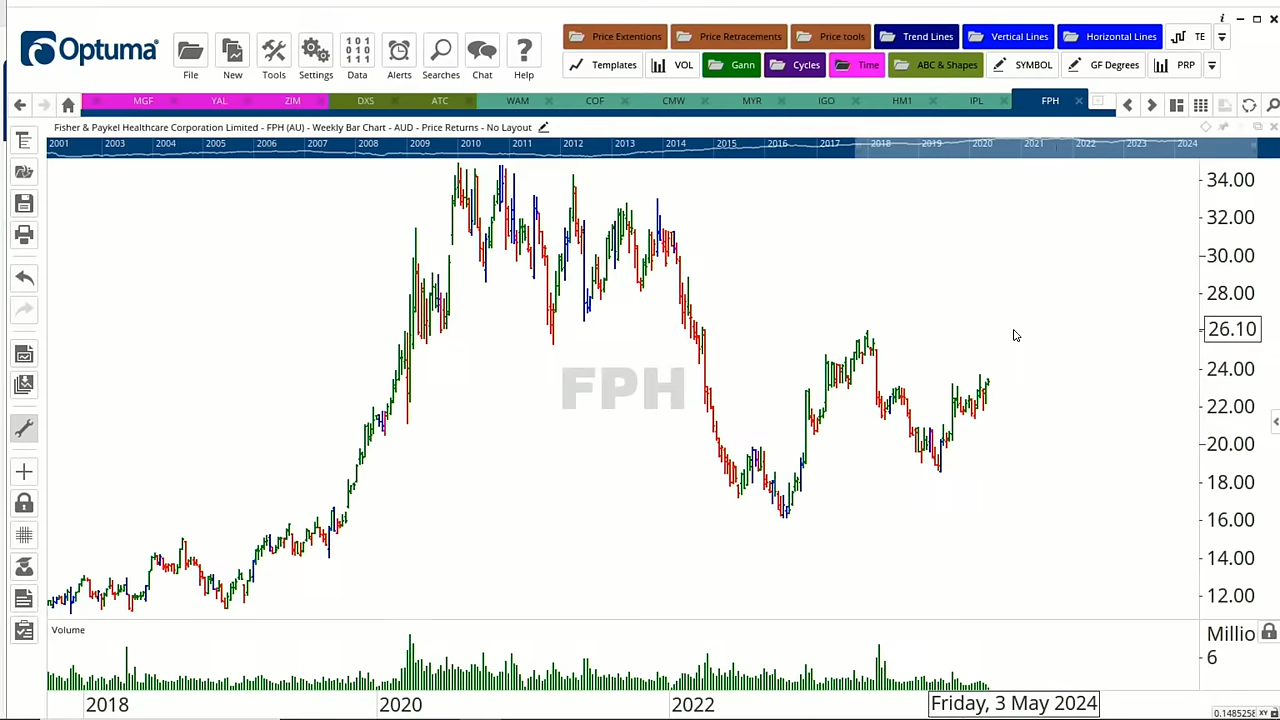 i
Optuma
File
New
Tools
Settings
101
010
101
Data
Alerts
Searches
Chat
Help
Price Extentions
Price Retracements
Price tools
Trend Lines
Vertical Lines
Horizontal Lines
TE
Templates
VOL
Gann
Cycles
Time
ABC & Shapes
SYMBOL
GF Degrees
PRP
MGF
YAL
ZIM
DXS
ATC
WAM
COF
CMW
MYR
IGO
HM1
IPL
FPH
Fisher & Paykel Healthcare Corporation Limited - FPH (AU) - Weekly Bar Chart - AUD - Price Returns - No Layout
2001 2003 2004 2005 2006 2007 2008 2009 2010 2011 2012 2013 2014 2015 2016 2017 2018 2019 2020 2021 2022 2023 2024
34.00
32.00
30.00
28.00
26.10
24.00
22.00
20.00
18.00
16.00
14.00
12.00
FPH
Volume
Millio
6
2018
2020
2022
Friday, 3 May 2024
0.148525
XY